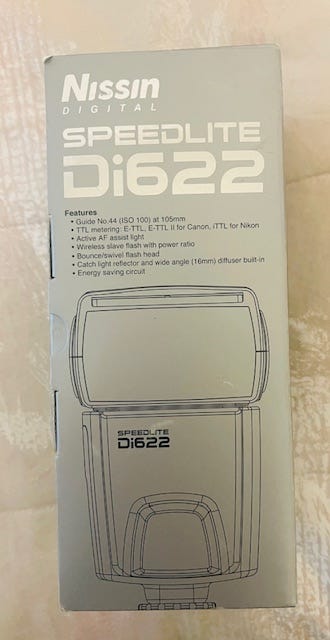 Nissin
DIGITAL
SPEEDLITE
Di622
Features
• Guide No.44 (ISO 100) at 105mm
• TTL metering: E-TTL, E-TTL II for Canon, iTTL for Nikon
• Active AF assist light
• Wireless slave flash with power ratio
• Bounce/swivel flash head
• Catch light reflector and wide angle (16mm) diffuser built-in
• Energy saving circuit
SPEEDLITE
Di622